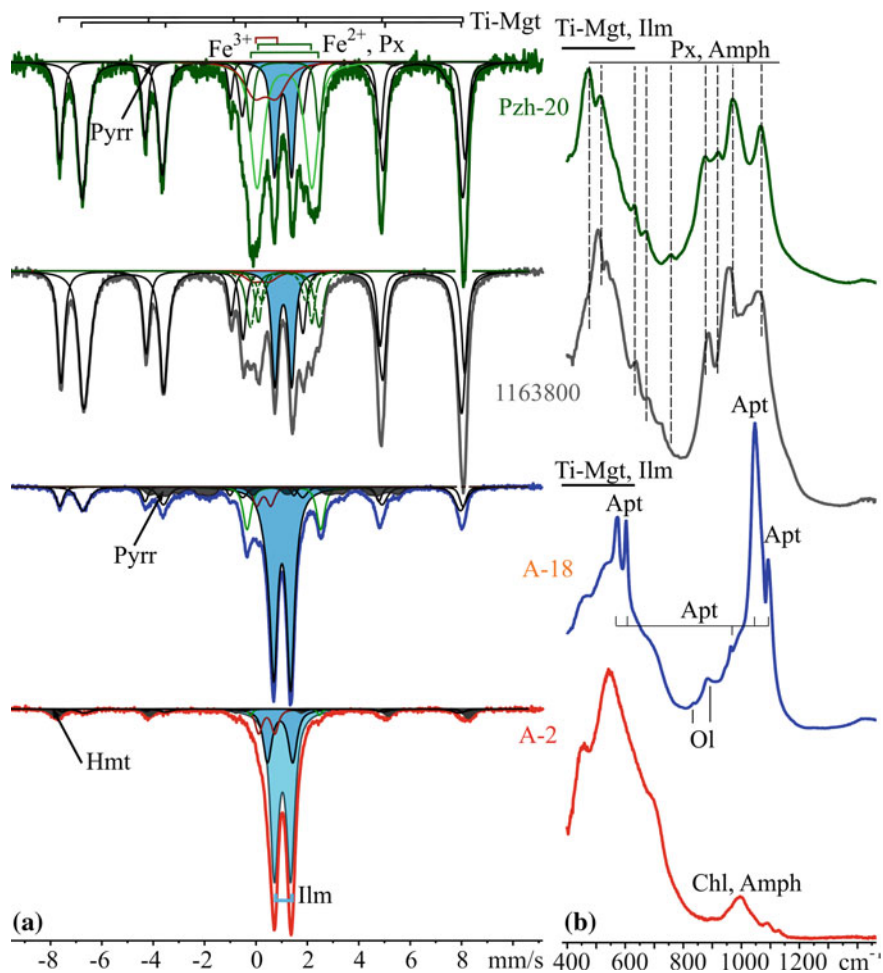 Ti-Mgt
Fe3+
Fe2+, Px
Pyrr
Ti-Mgt, Ilm
Px, Amph
Pzh-20
1163800
Apt
Ti-Mgt, Ilm
Pyrr
Apt
Apt
A-18
Apt
Ol
A-2
Hmt
Chl, Amph
Ilm
(a)
(b)
-8 -6 -4 -2 0 2 4 6 8 mm/s
400 600 800 1000 cm-1